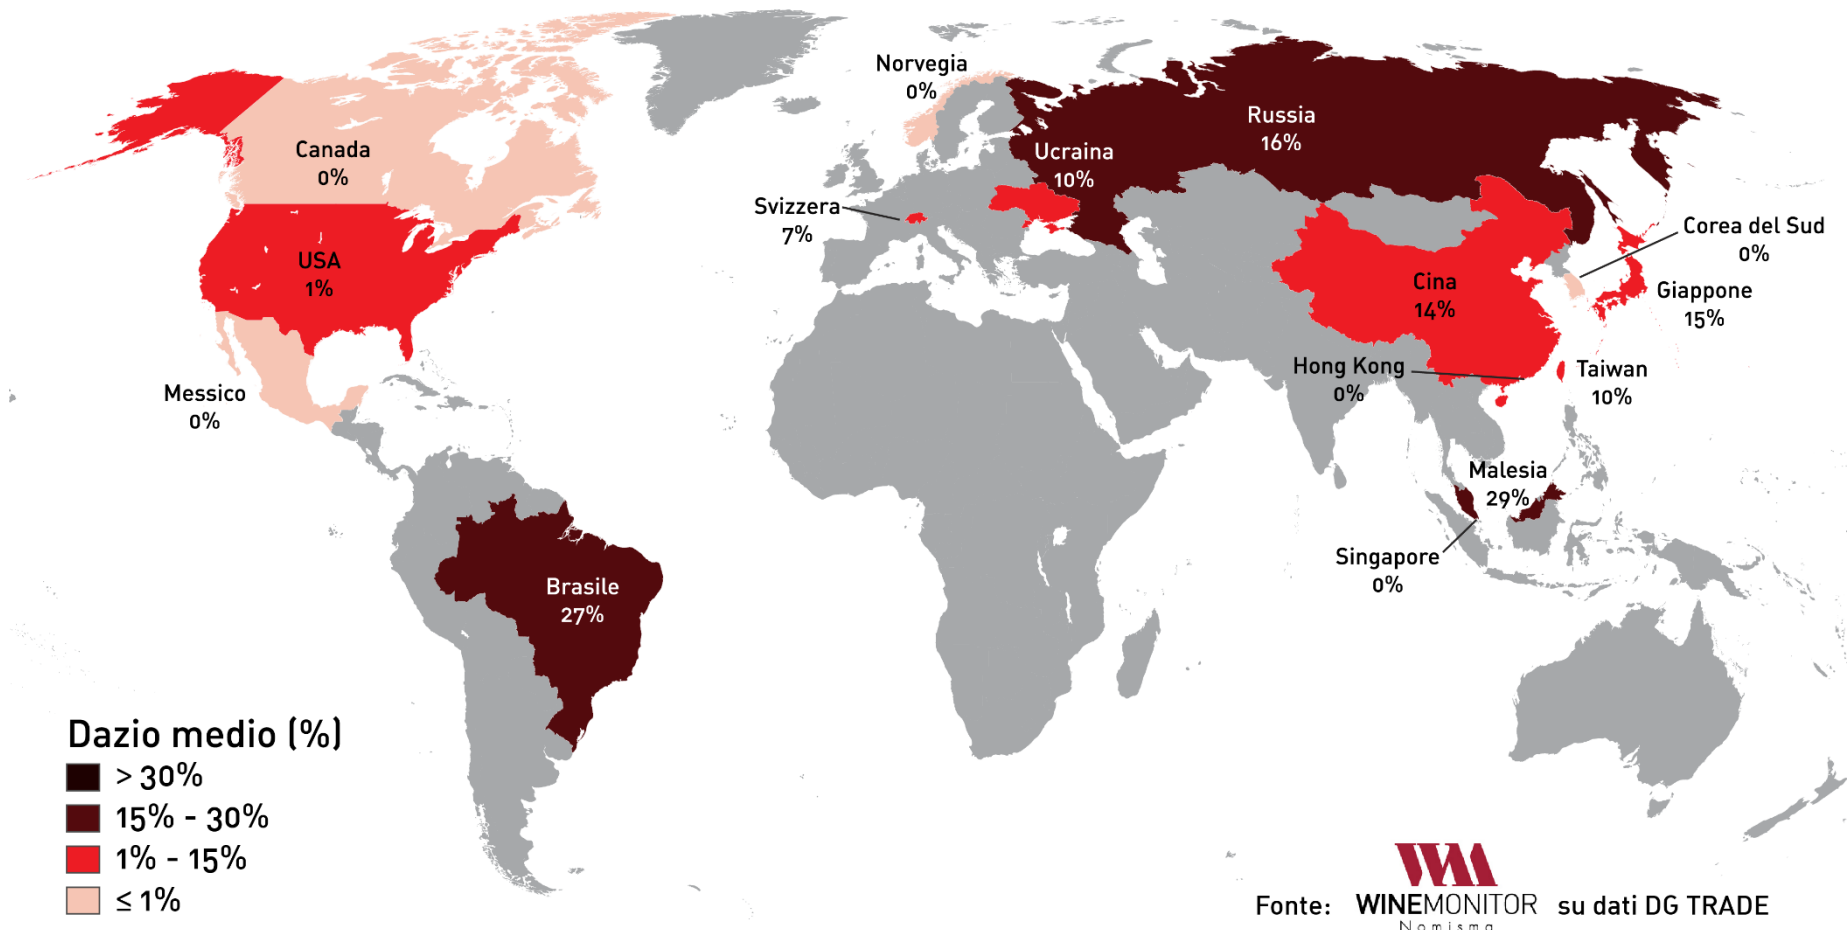 Norvegia
0%
Russia
16%
Canada
0%
Ucraina
10%
Svizzera
7%
Corea del Sud
0%
USA
1%
Cina
14%
Giappone
15%
Hong Kong
0%
Taiwan
10%
Messico
0%
Malesia
29%
Singapore
0%
Brasile
27%
Dazio medio (%)
> 30%
15% - 30%
1% - 15%
≤ 1%
WM
Fonte: WINEMONITOR su dati DG TRADE
Nomisma